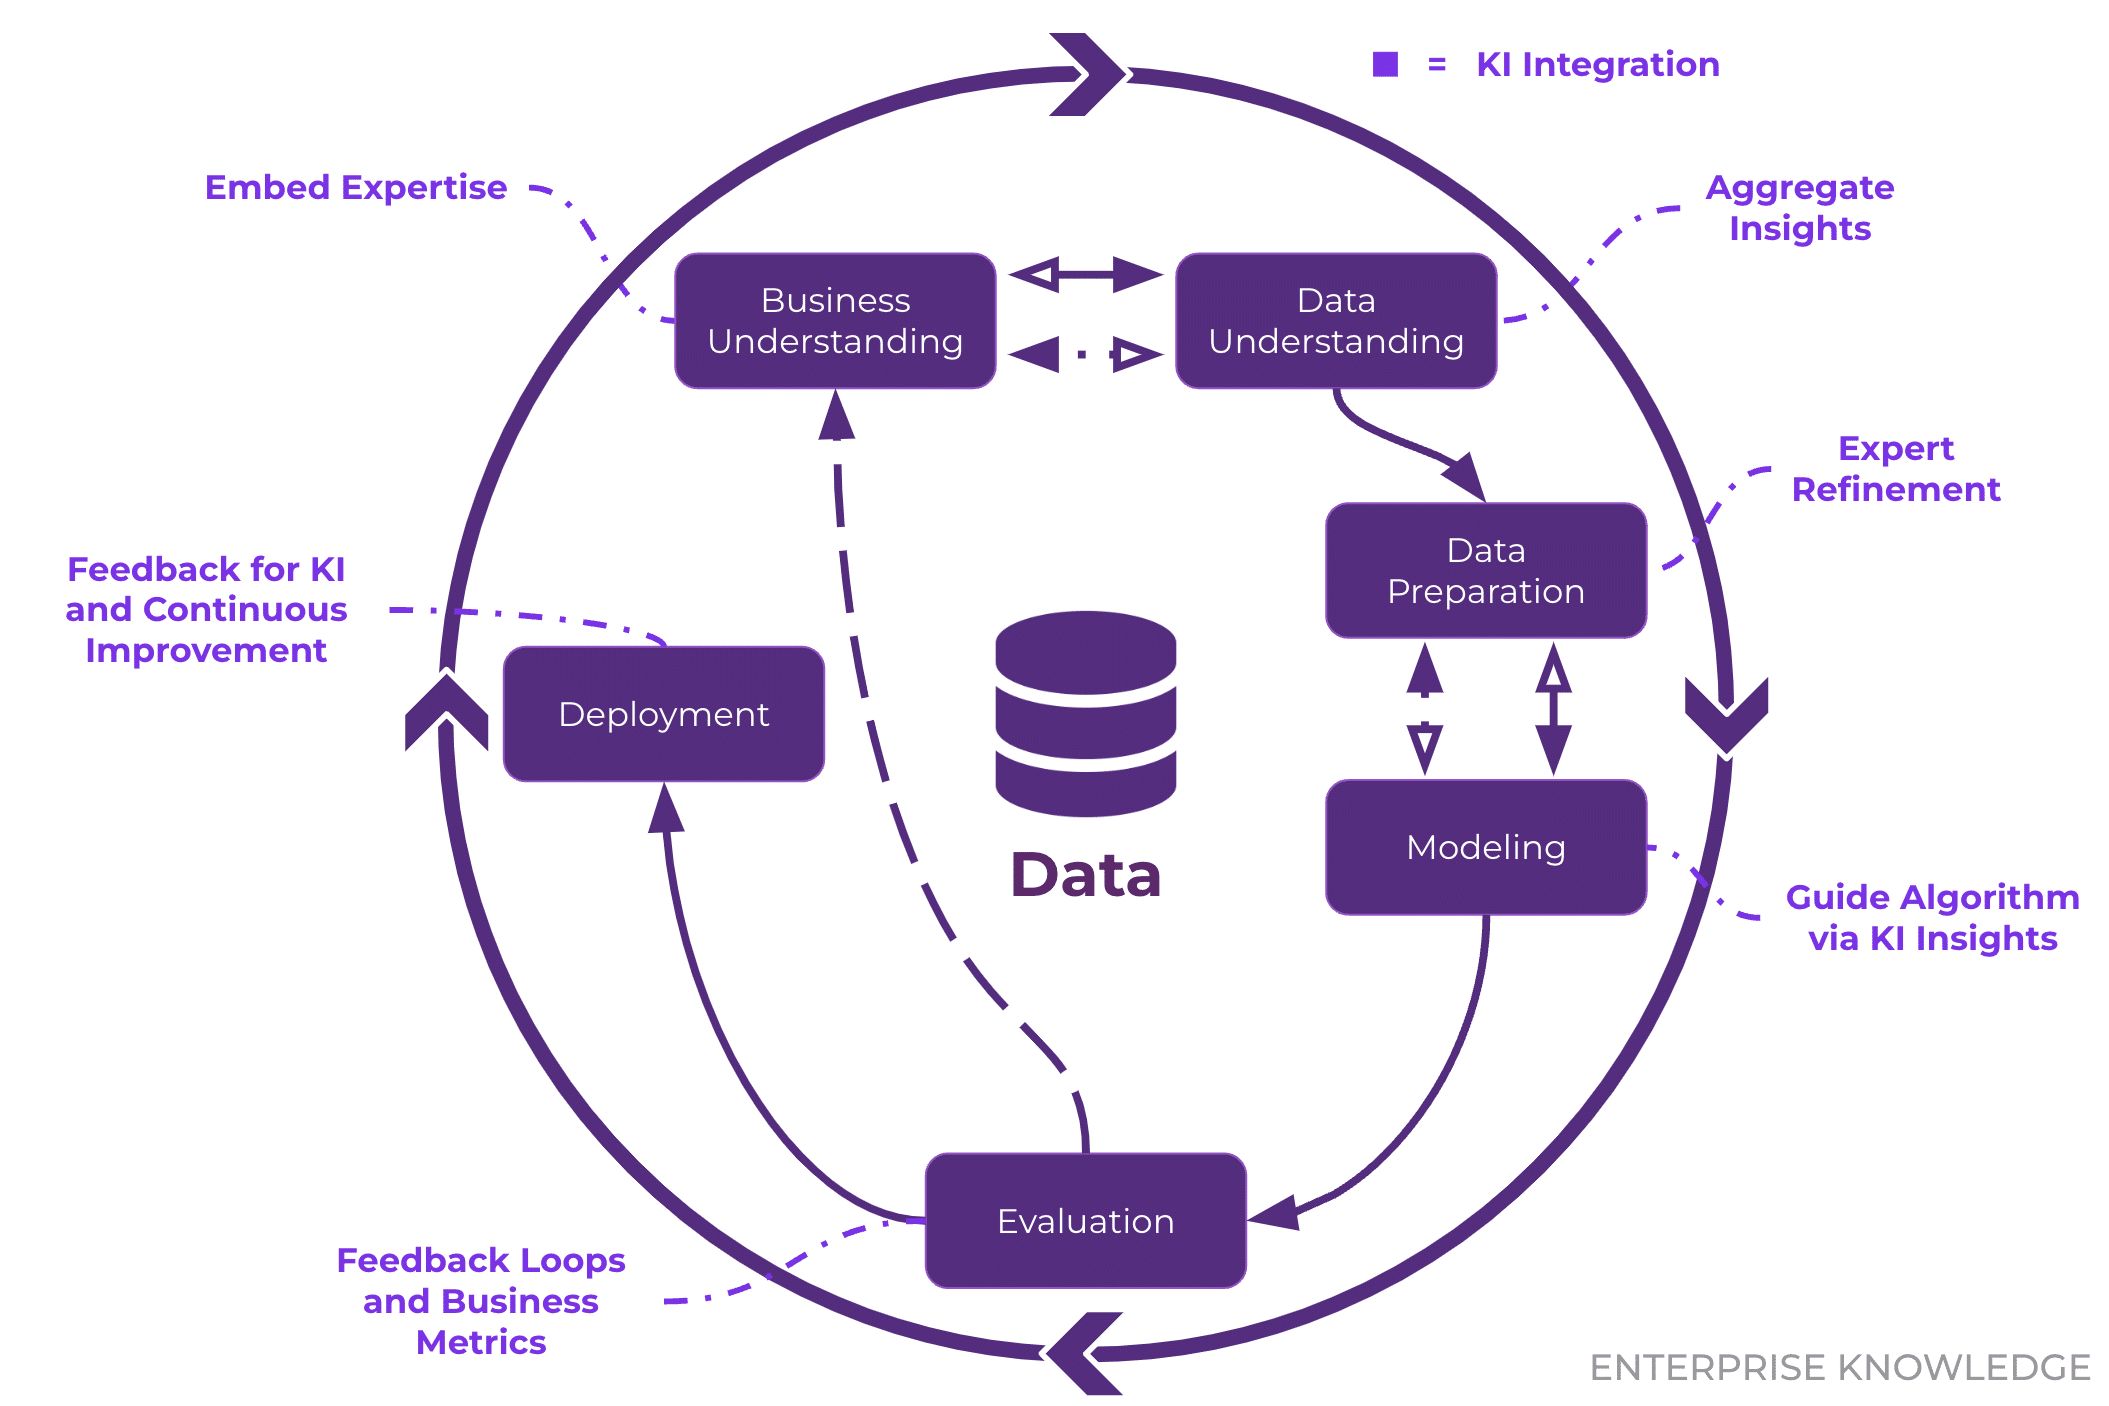 = KI Integration
Embed Expertise
Aggregate
Insights
Business
Understanding
Data
Understanding
Expert
Refinement
Data
Preparation
Feedback for KI
and Continuous
Improvement
Deployment
Data
Modeling
Guide Algorithm
via KI Insights
Evaluation
Feedback Loops
and Business
Metrics
ENTERPRISE KNOWLEDGE